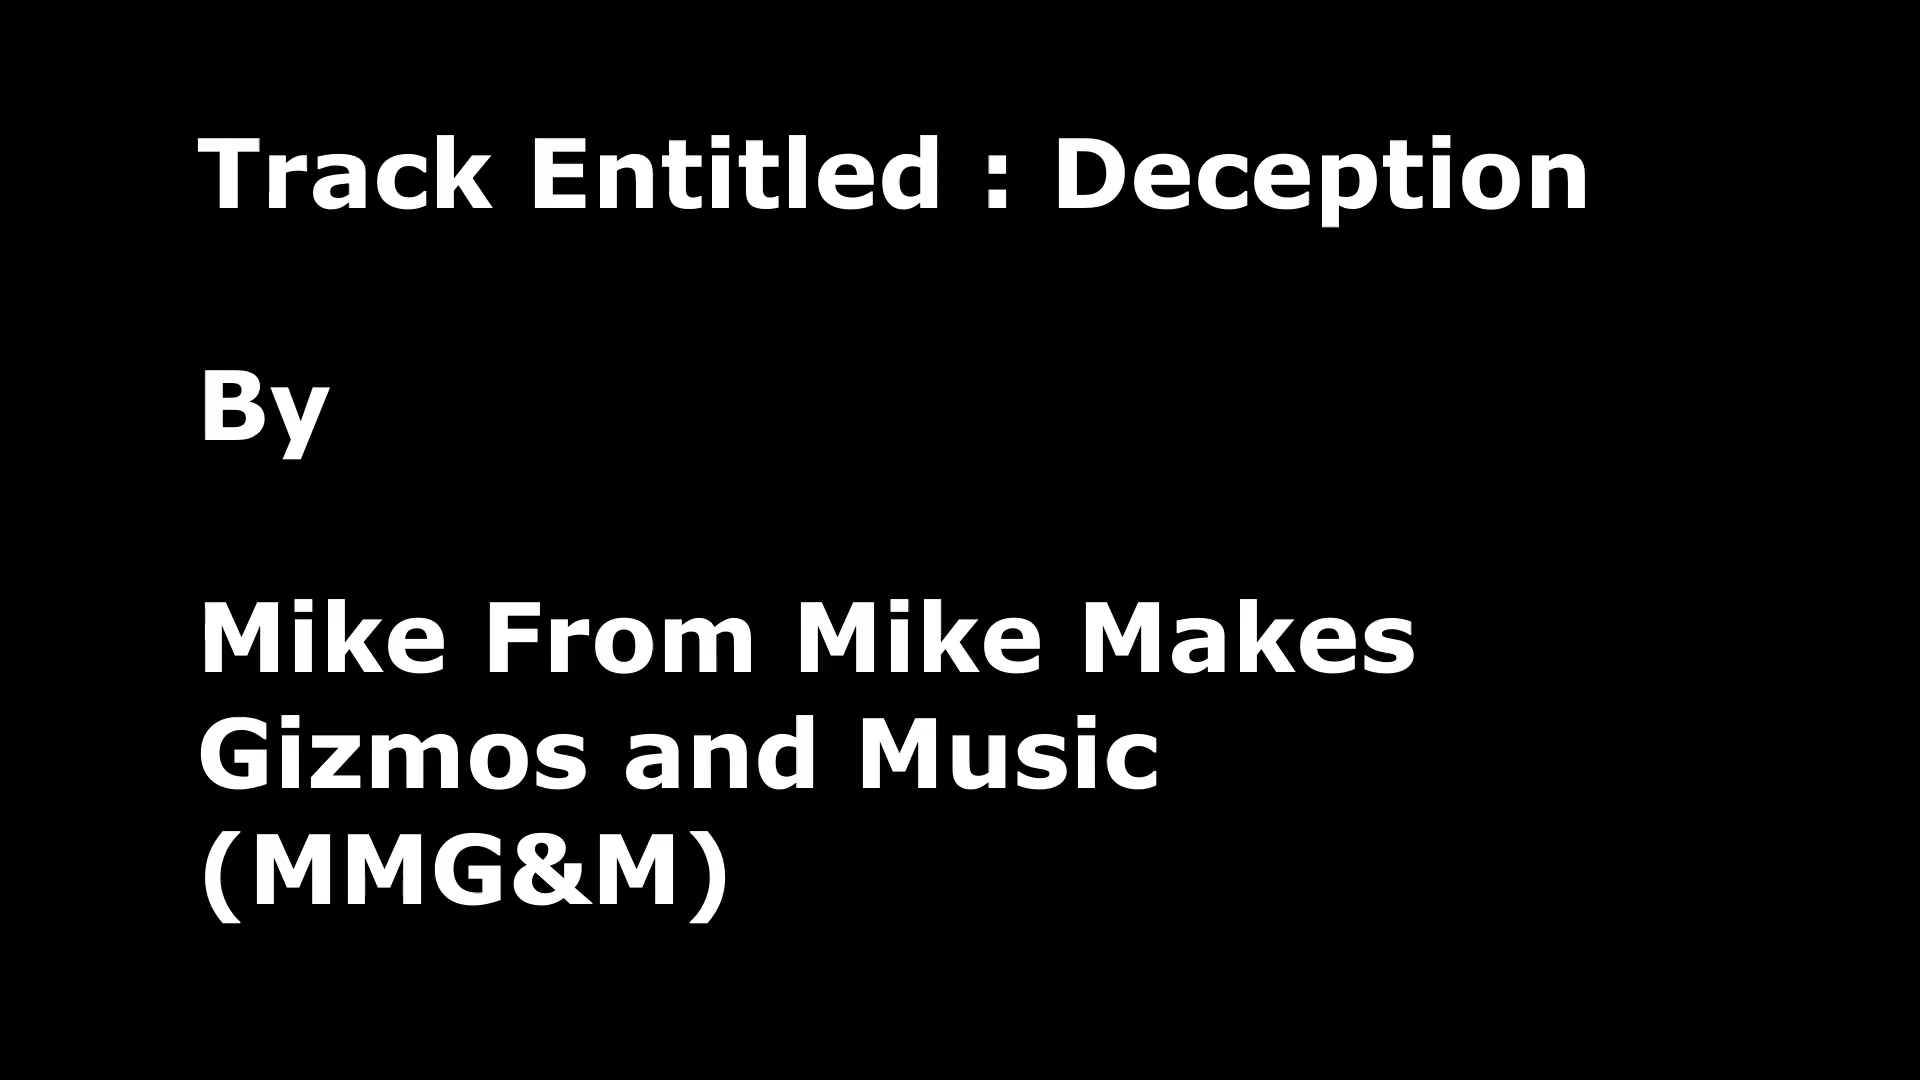 Track Entitled : Deception
By
Mike From Mike Makes
Gizmos and Music
(MMG&M)